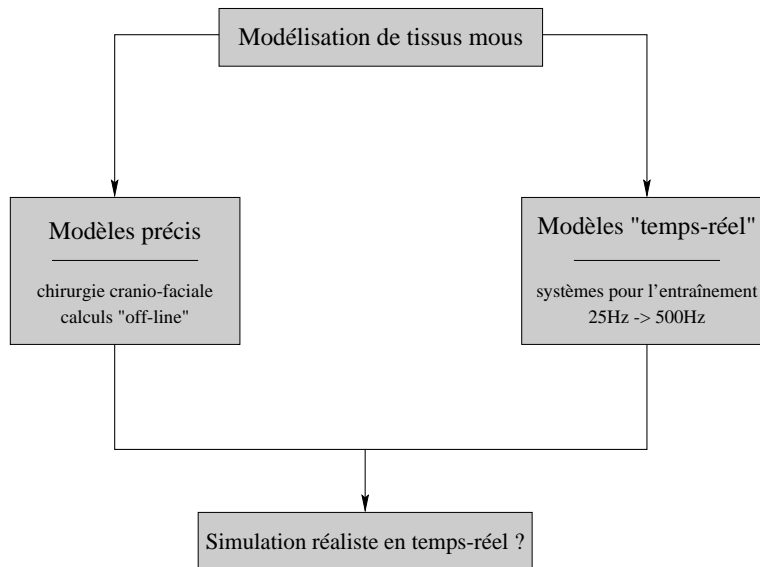 Modélisation de tissus mous
Modèles précis
chirurgie cranio-faciale
calculs "off-line"
Modèles "temps-réel"
systèmes pour l'entraînement
25Hz -> 500Hz
Simulation réaliste en temps-réel ?